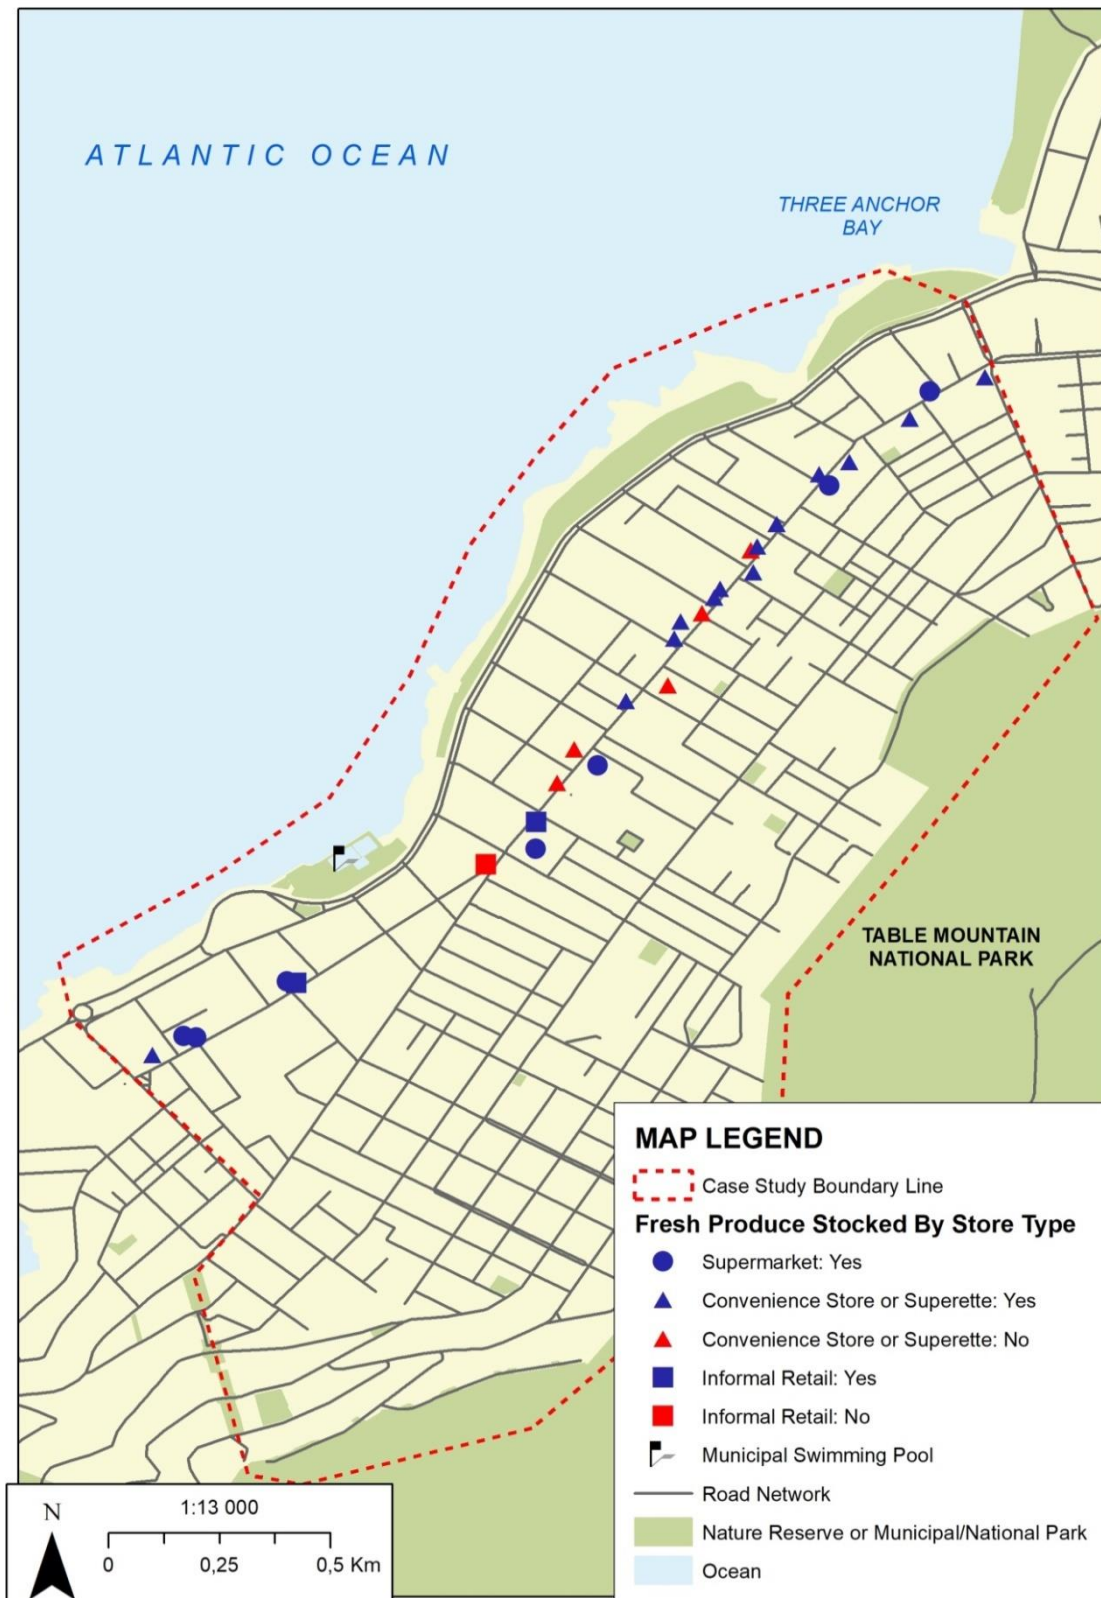 ATLANTIC OCEAN
THREE ANCHOR
BAY
TABLE MOUNTAIN
NATIONAL PARK
MAP LEGEND
Case Study Boundary Line
Fresh Produce Stocked By Store Type
Supermarket: Yes
Convenience Store or Superette: Yes
Convenience Store or Superette: No
Informal Retail: Yes
Informal Retail: No
Municipal Swimming Pool
Road Network
Nature Reserve or Municipal/National Park
Ocean
N
1:13 000
0 0,25 0,5 Km